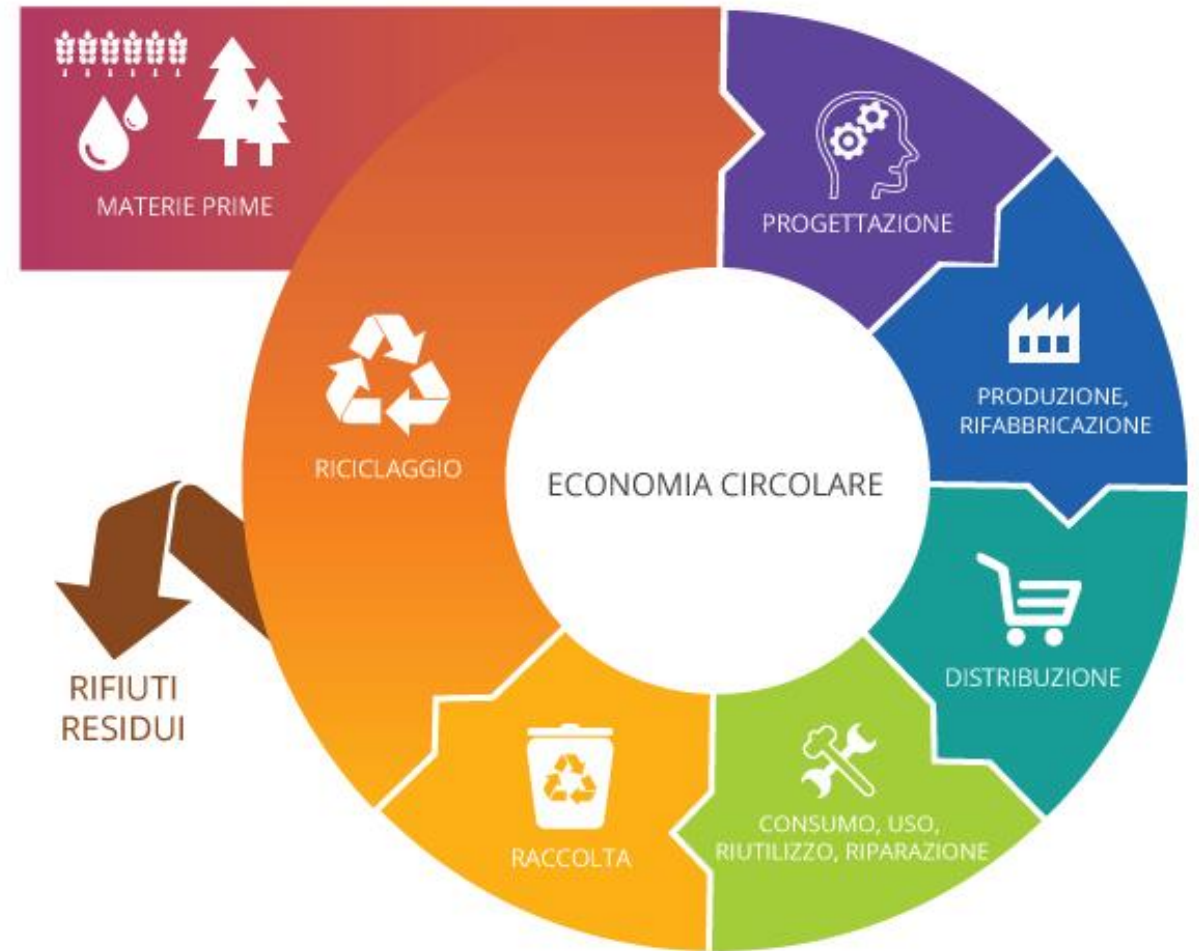 MATERIE PRIME
PROGETTAZIONE
PRODUZIONE,
RIFABBRICAZIONE
DISTRIBUZIONE
CONSUMO, USO,
RIUTILIZZO, RIPARAZIONE
RACCOLTA
RICICLAGGIO
RIFIUTI
RESIDUI
ECONOMIA CIRCOLARE